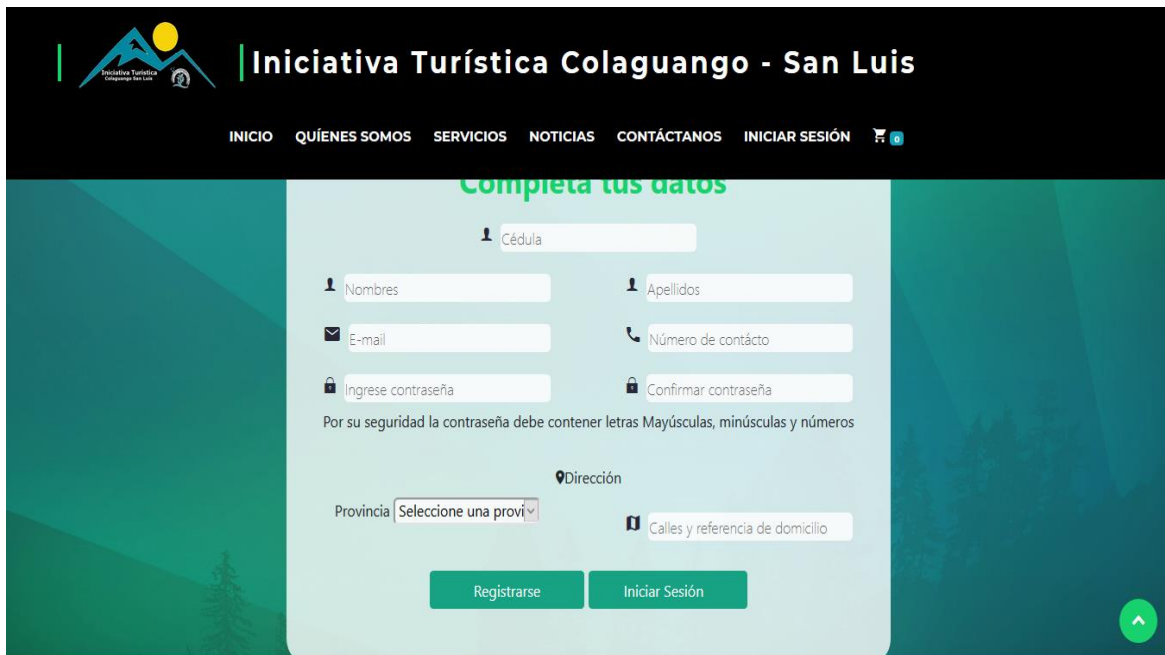 Iniciativa Turística
Colaguango San Luis
Iniciativa Turística Colaguango - San Luis
INICIO QUÍENES SOMOS SERVICIOS NOTICIAS CONTÁCTANOS INICIAR SESIÓN 0
Completa tus datos
Cédula
Nombres Apellidos
E-mail Número de contácto
Ingrese contraseña Confirmar contraseña
Por su seguridad la contraseña debe contener letras Mayúsculas, minúsculas y números
Dirección
Provincia Seleccione una provi
Calles y referencia de domicilio
Registrarse Iniciar Sesión